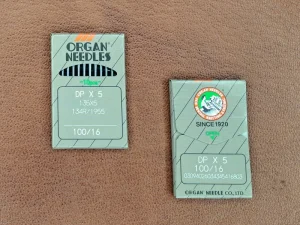 ORGAN
NEEDLES
DP X 5
135X5
134R/1955
100/16
SINCE 1920
DP X 5
100/16
ORGAN NEEDLE CO.,LTD.